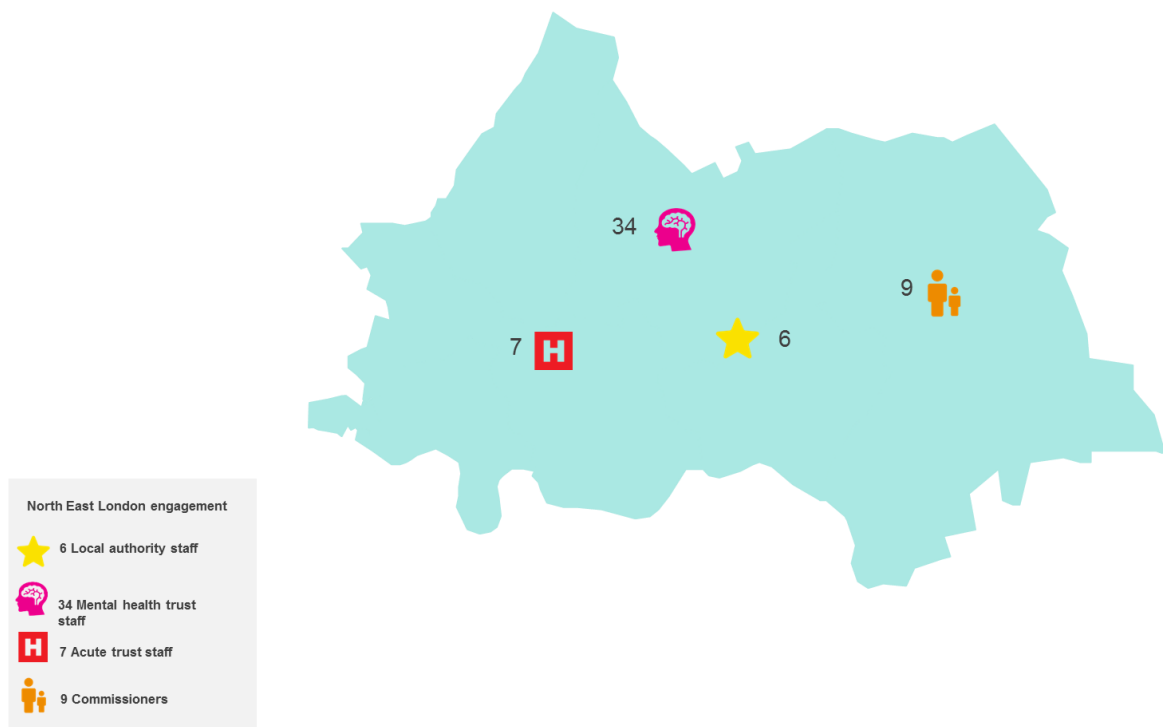 34
9
7
6
North East London engagement
6 Local authority staff
34 Mental health trust
staff
7 Acute trust staff
9 Commissioners